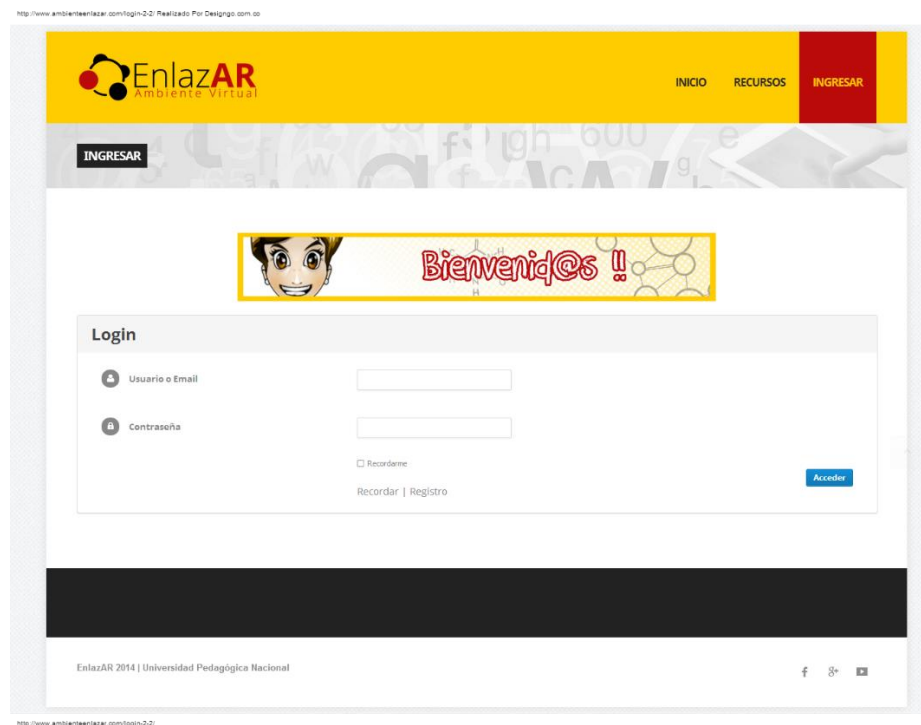 http://www.ambienteenlazar.com/login-2-2/ Realizado Por Designgo.com.co
EnlazAR
Ambiente Virtual
INICIO RECURSOS INGRESAR
INGRESAR
Bienvenid@s !!
Login
Usuario o Email
Contraseña
Recordarme
Acceder
Recordar | Registro
EnlazAR 2014 | Universidad Pedagógica Nacional
http://www.ambienteenlazar.com/login-2-2/